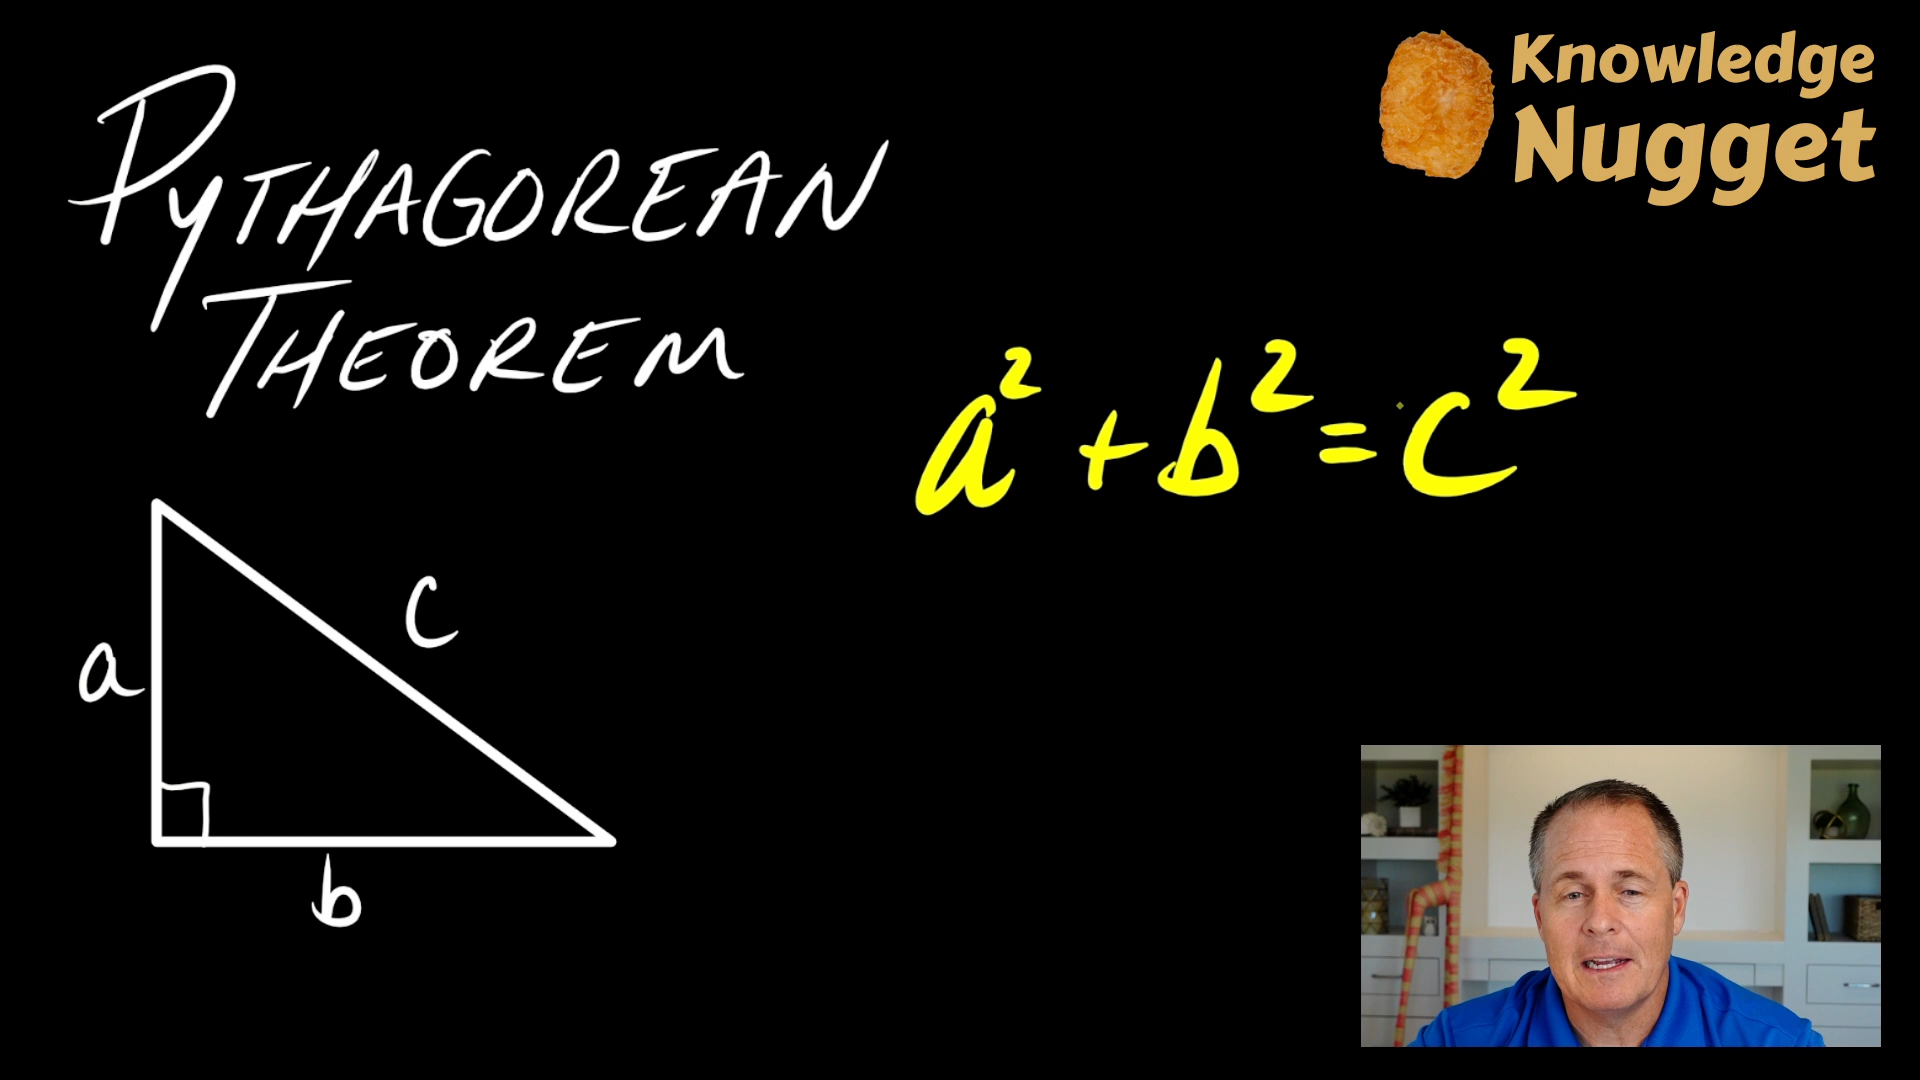 PYTHAGOREAN
THEOREM
Knowledge
Nugget
a² + b² = c²
a
c
b